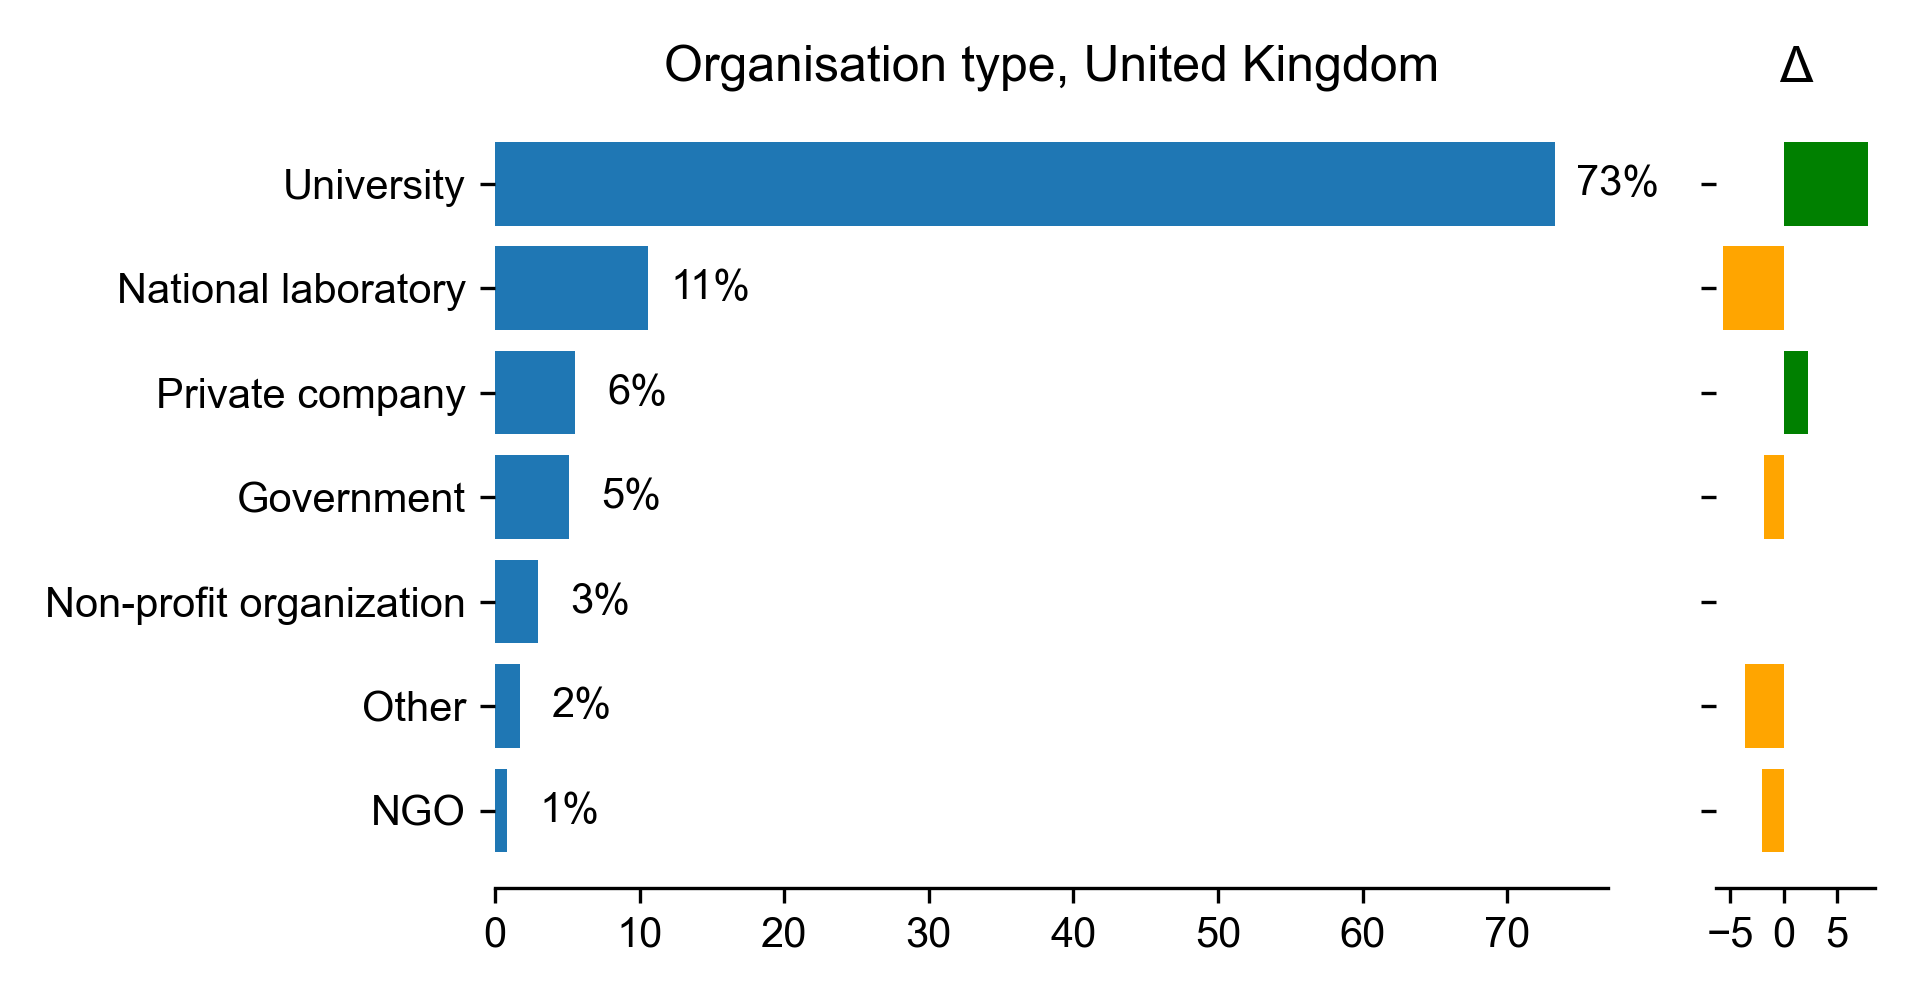 Organisation type, United Kingdom
Δ
University
73%
National laboratory
11%
Private company
6%
Government
5%
Non-profit organization
3%
Other
2%
NGO
1%
0 10 20 30 40 50 60 70
−5 0 5